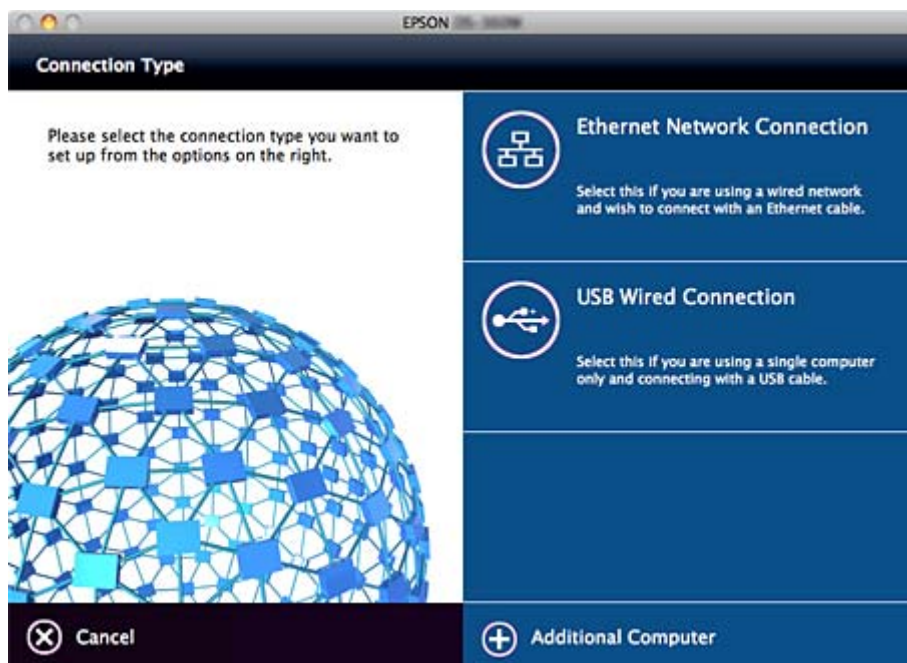 EPSON
Connection Type
Please select the connection type you want to
set up from the options on the right.
Ethernet Network Connection
Select this if you are using a wired network
and wish to connect with an Ethernet cable.
USB Wired Connection
Select this if you are using a single computer
only and connecting with a USB cable.
Cancel
Additional Computer